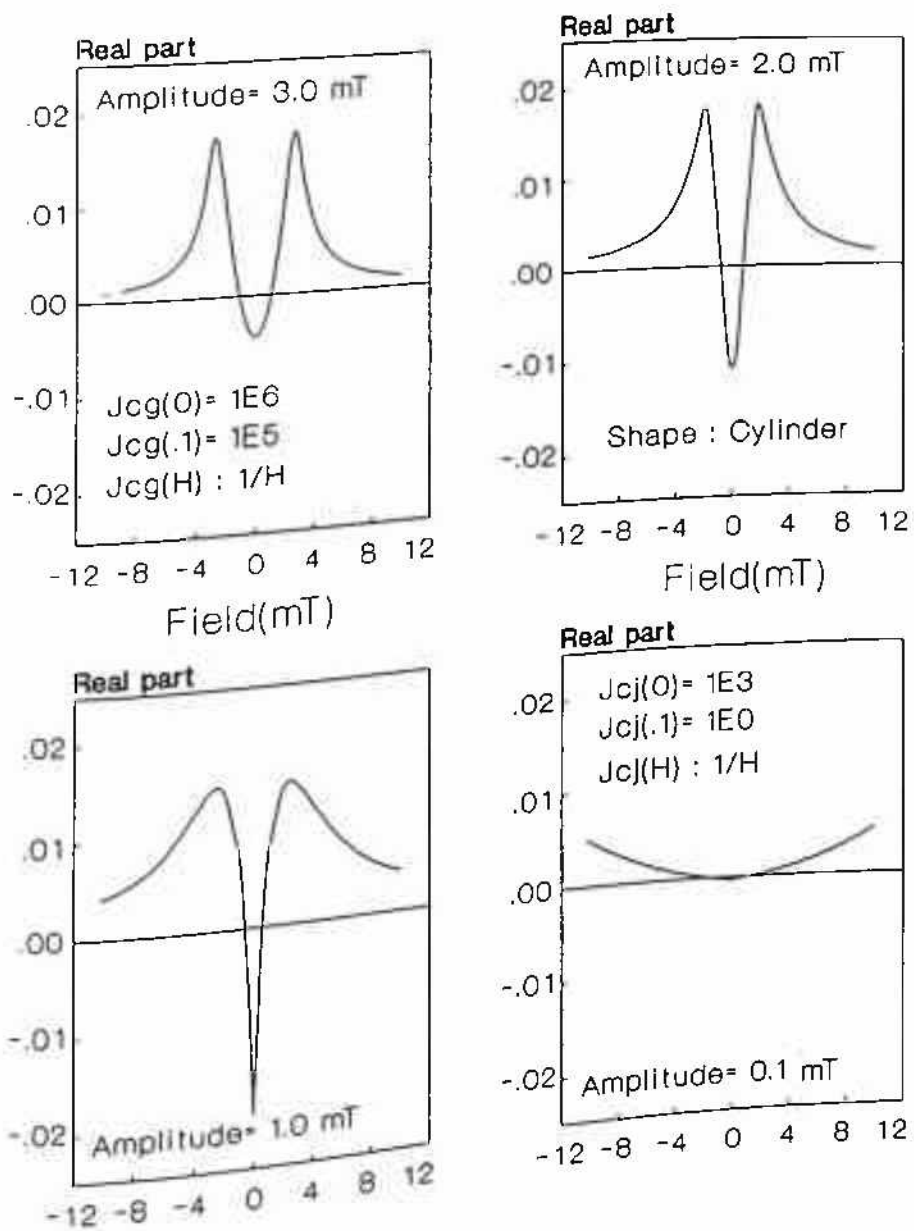 Real part
Amplitude= 3.0 mT
.02
.01
.00
-.01
-.02
Jcg(0)= 1E6
Jcg(.1)= 1E5
Jcg(H) : 1/H
-12 -8 -4 0 4 8 12
Field(mT)
Real part
Amplitude= 2.0 mT
.02
.01
.00
-.01
-.02
Shape : Cylinder
-12 -8 -4 0 4 8 12
Field(mT)
Real part
.02
.01
.00
-.01
-.02
Amplitude= 1.0 mT
-12 -8 -4 0 4 8 12
Real part
Jcj(0)= 1E3
Jcj(.1)= 1E0
Jcj(H) : 1/H
.02
.01
.00
-.01
-.02
Amplitude= 0.1 mT
-12 -8 -4 0 4 8 12